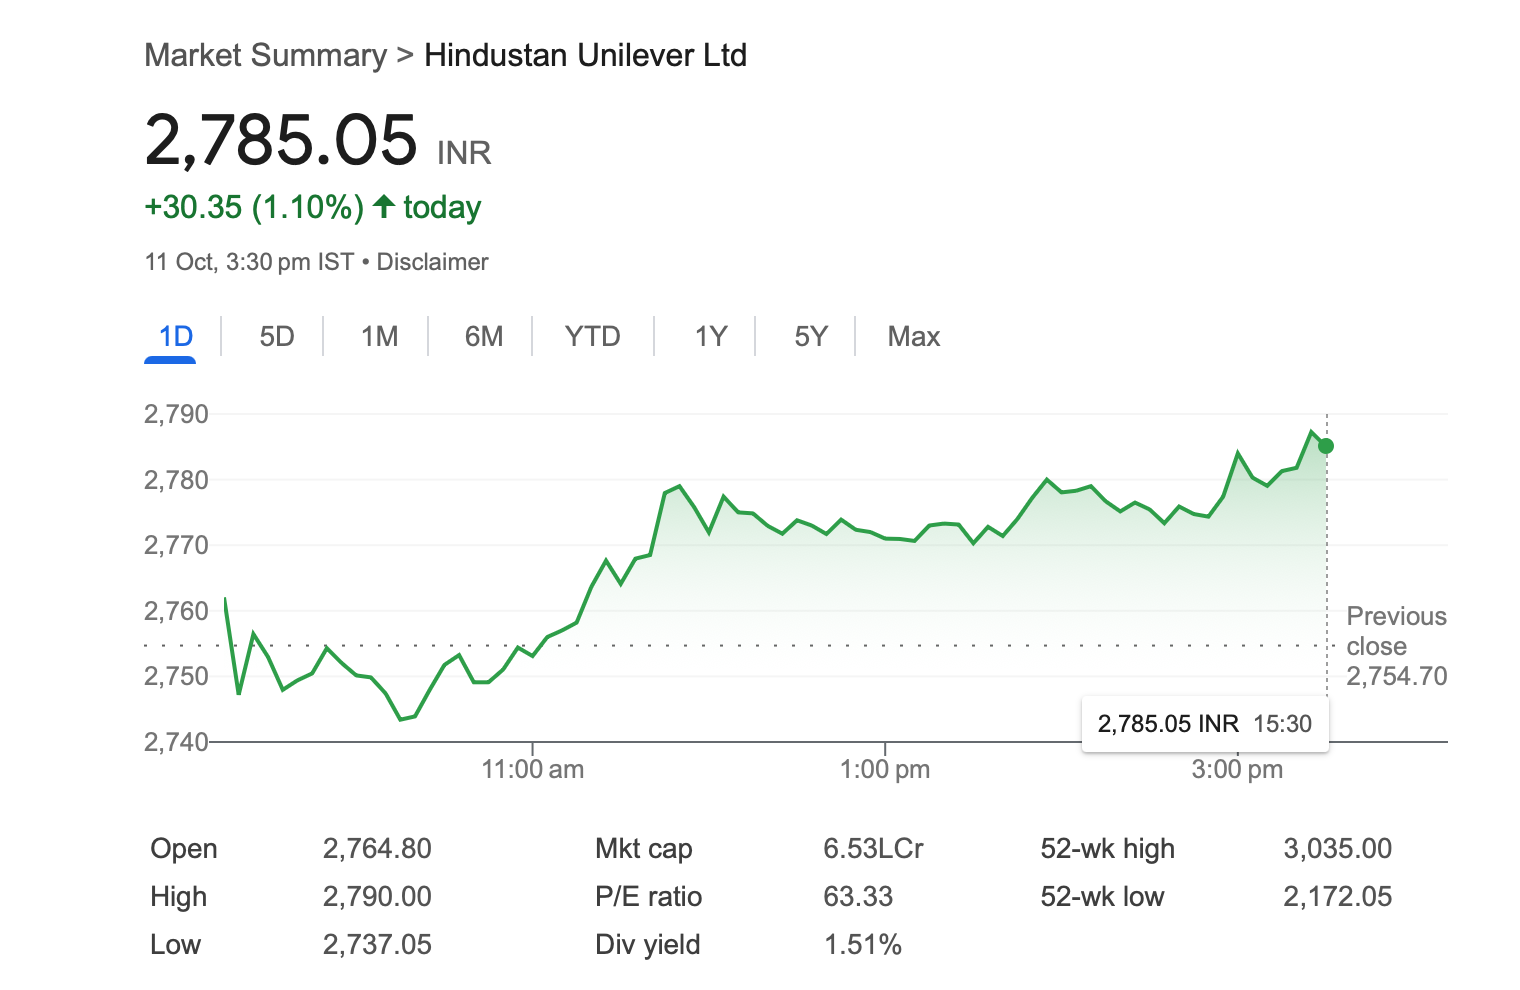 Market Summary > Hindustan Unilever Ltd
2,785.05 INR
+30.35 (1.10%) ↑ today
11 Oct, 3:30 pm IST • Disclaimer
1D 5D 1M 6M YTD 1Y 5Y Max
2,790
2,780
2,770
2,760
2,750
2,740
Previous
close
2,754.70
2,785.05 INR 15:30
11:00 am 1:00 pm 3:00 pm
Open 2,764.80 Mkt cap 6.53LCr 52-wk high 3,035.00
High 2,790.00 P/E ratio 63.33 52-wk low 2,172.05
Low 2,737.05 Div yield 1.51%